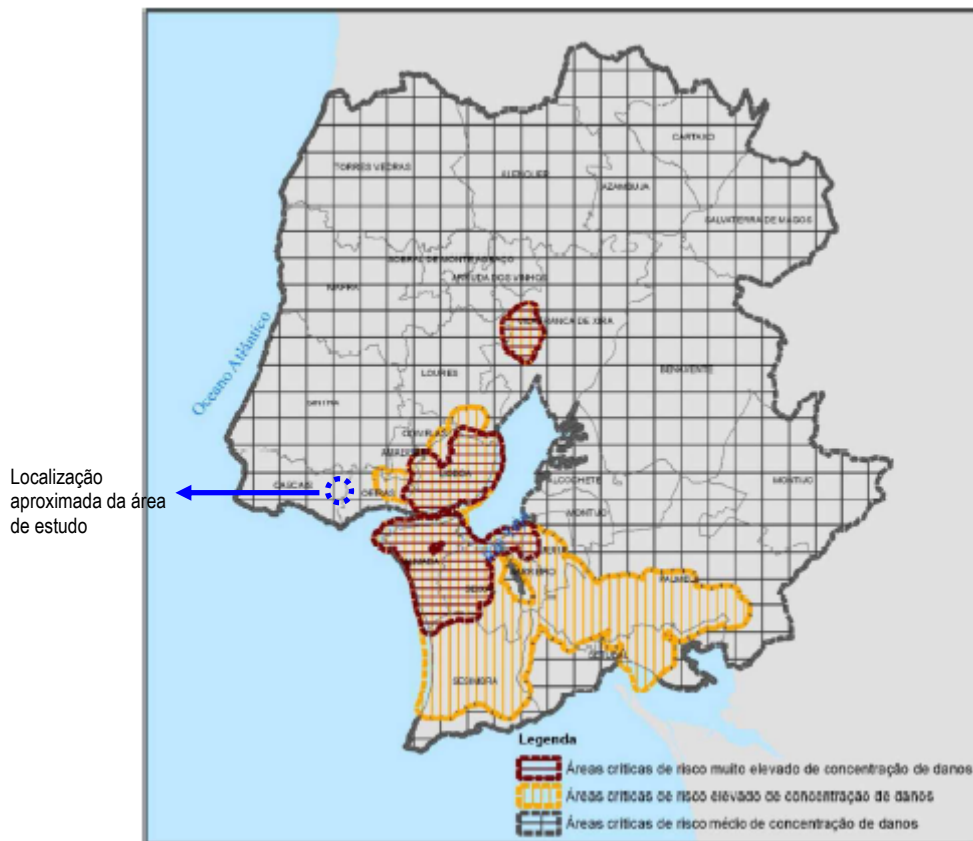 CARTAXO
TORRES VEDRAS
ALENQUER
AZAMBUJA
SALVATERRA DE MAGOS
SOBRAL DE MONTE AGRAÇO
ARRUDA DOS VINHOS
MAFRA
VILA FRANCA DE XIRA
Oceano Atlântico
LOURES
BENAVENTE
SINTRA
ODIVELAS
AMADORA
LISBOA
Localização
aproximada da área
de estudo
CASCAIS
OEIRAS
ALCOCHETE
MONTIJO
MONTIJO
ALMADA
BARREIRO
PALMELA
SETÚBAL
SESIMBRA
Legenda
Áreas críticas de risco muito elevado de concentração de danos
Áreas críticas de risco elevado de concentração de danos
Áreas críticas de risco médio de concentração de danos